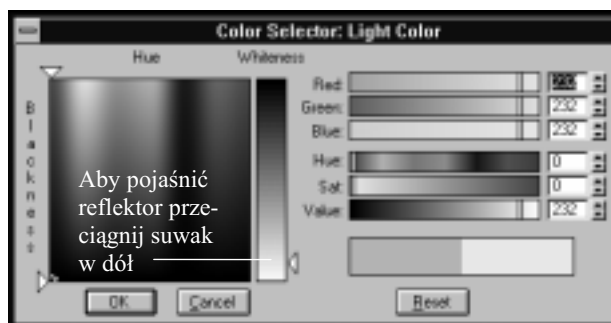 Color Selector: Light Color
Hue Whiteness
Blackness
Red: 232
Green: 232
Blue: 232
Hue: 0
Sat: 0
Value: 232
Aby pojaśnić
reflektor prze-
ciągnij suwak
w dół
OK Cancel Reset